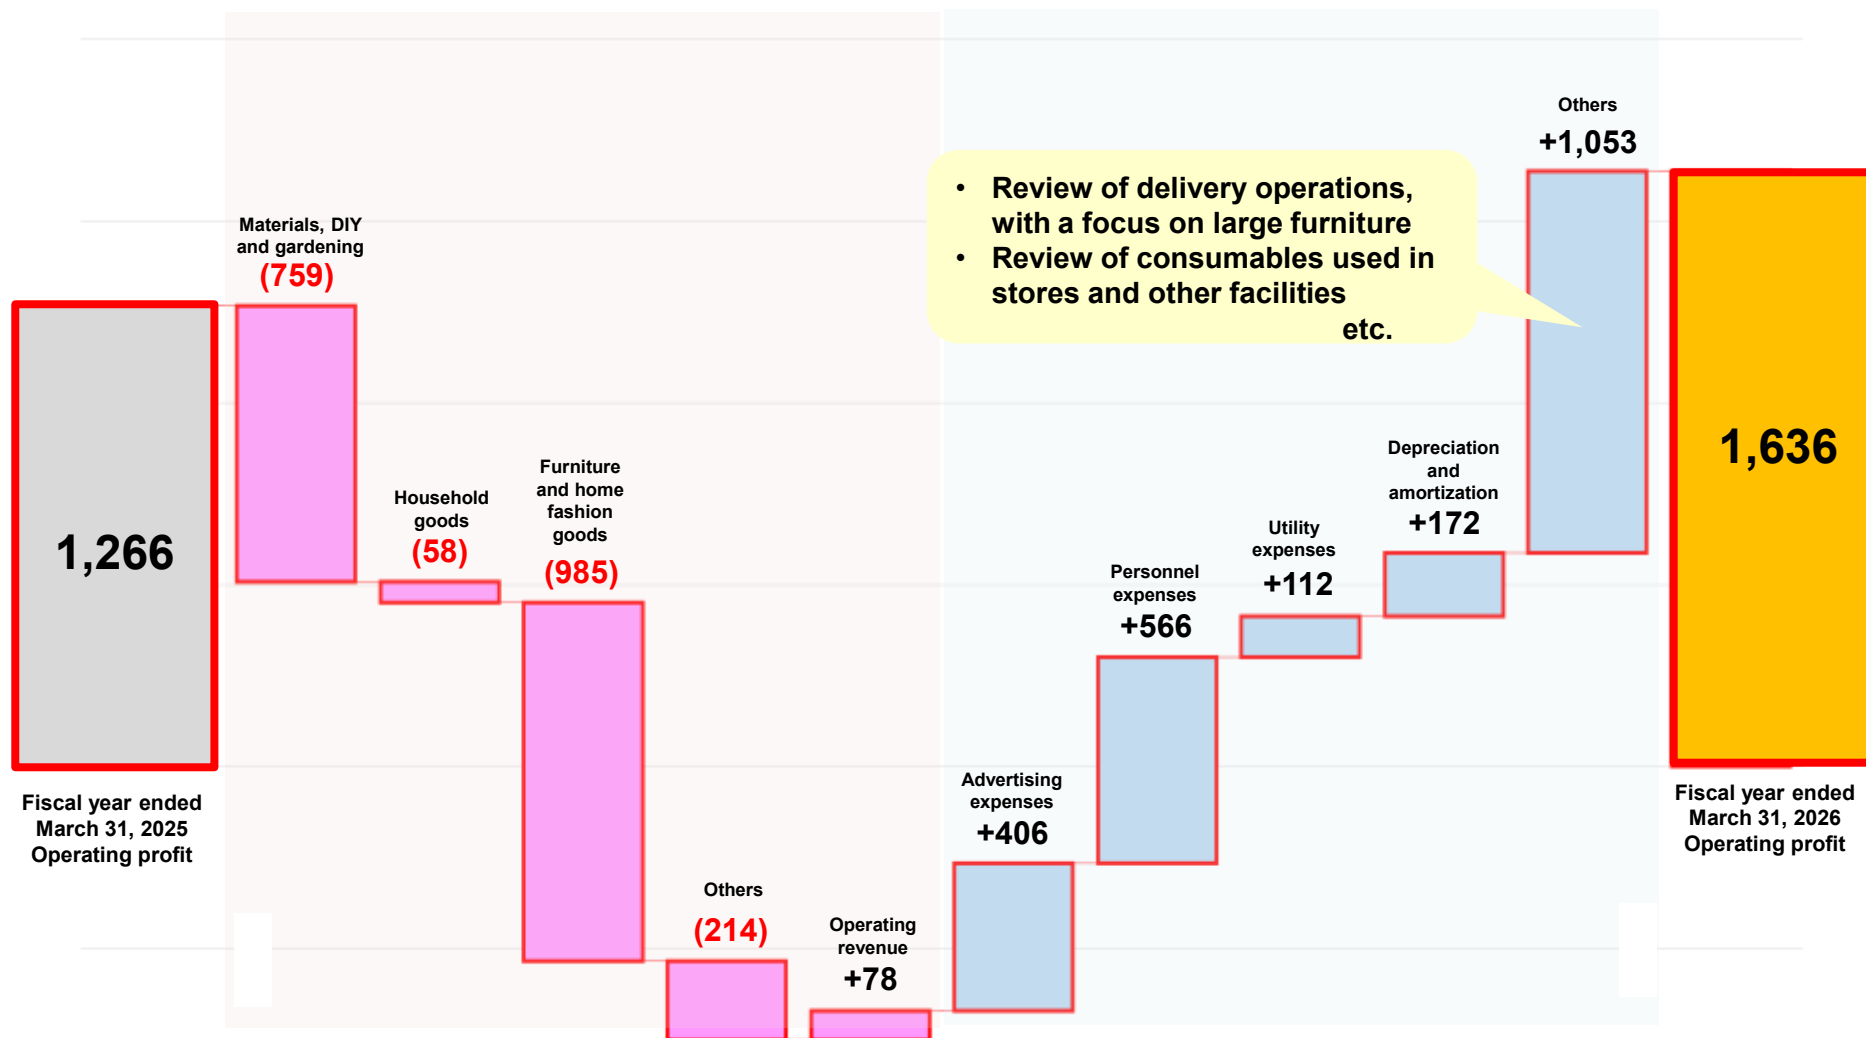 1,266
Fiscal year ended
March 31, 2025
Operating profit
Materials, DIY
and gardening
(759)
Household
goods
(58)
Furniture
and home
fashion
goods
(985)
Others
(214)
Operating
revenue
+78
Advertising
expenses
+406
Personnel
expenses
+566
Utility
expenses
+112
Depreciation
and
amortization
+172
Others
+1,053
• Review of delivery operations,
with a focus on large furniture
• Review of consumables used in
stores and other facilities
etc.
1,636
Fiscal year ended
March 31, 2026
Operating profit